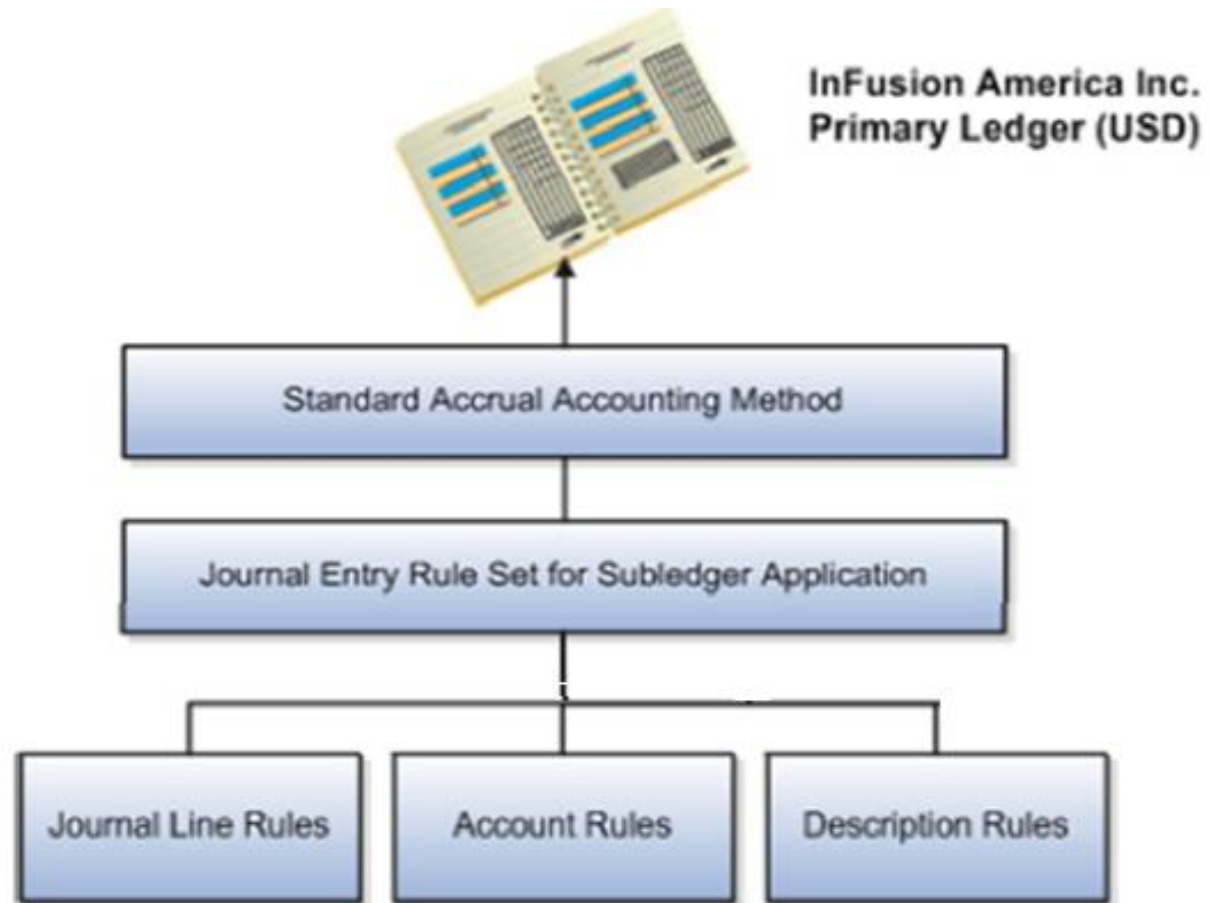 InFusion America Inc.
Primary Ledger (USD)
Standard Accrual Accounting Method
Journal Entry Rule Set for Subledger Application
Journal Line Rules
Account Rules
Description Rules